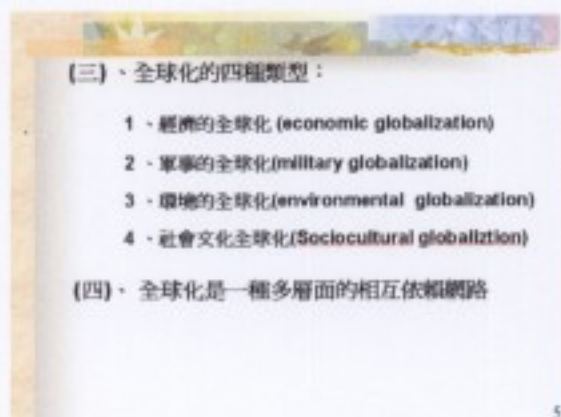 (三)、全球化的四種類型：
1、經濟的全球化 (economic globalization)
2、軍事的全球化(military globalization)
3、環境的全球化(environmental globalization)
4、社會文化全球化(Sociocultural globaliztion)
(四)、 全球化是一種多層面的相互依賴網路
5